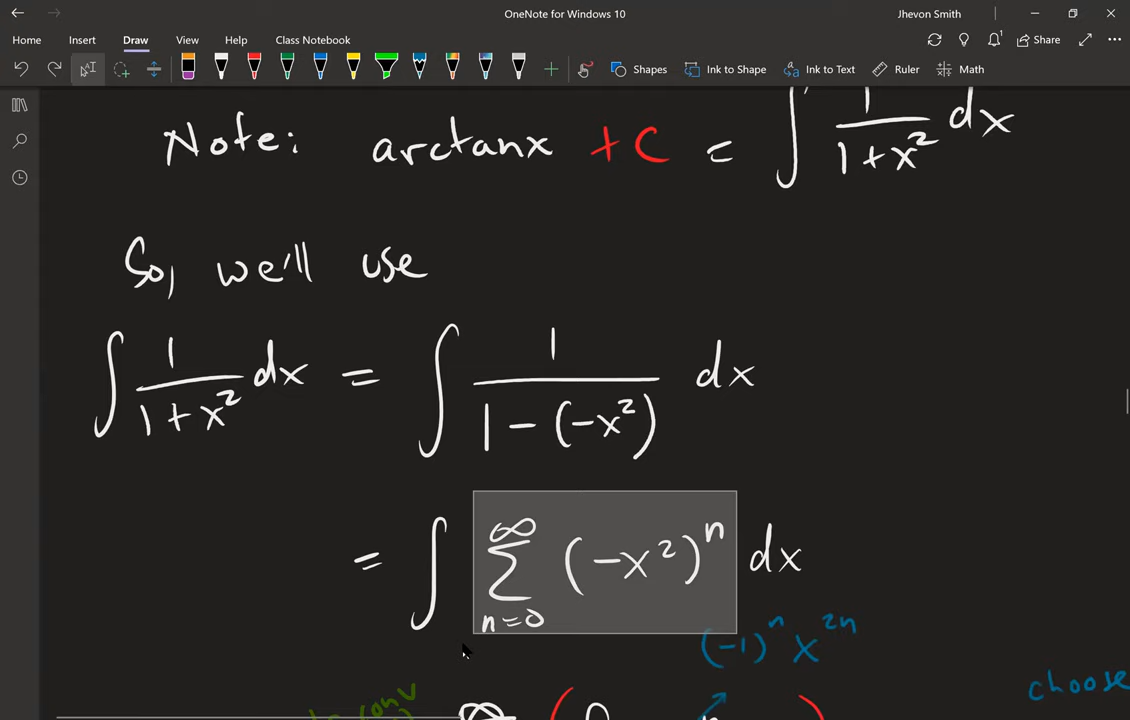 OneNote for Windows 10
Jhevon Smith
Home Insert Draw View Help Class Notebook
Share
Shapes Ink to Shape Ink to Text Ruler Math
Note: arctanx + C = ∫ 1/(1+x²) dx
So, we'll use
∫ 1/(1+x²) dx = ∫ 1/(1-(-x²)) dx
= ∫ ∞ Σ n=0 (-x²)ⁿ dx
(-1)ⁿ x²ⁿ
choose
conv